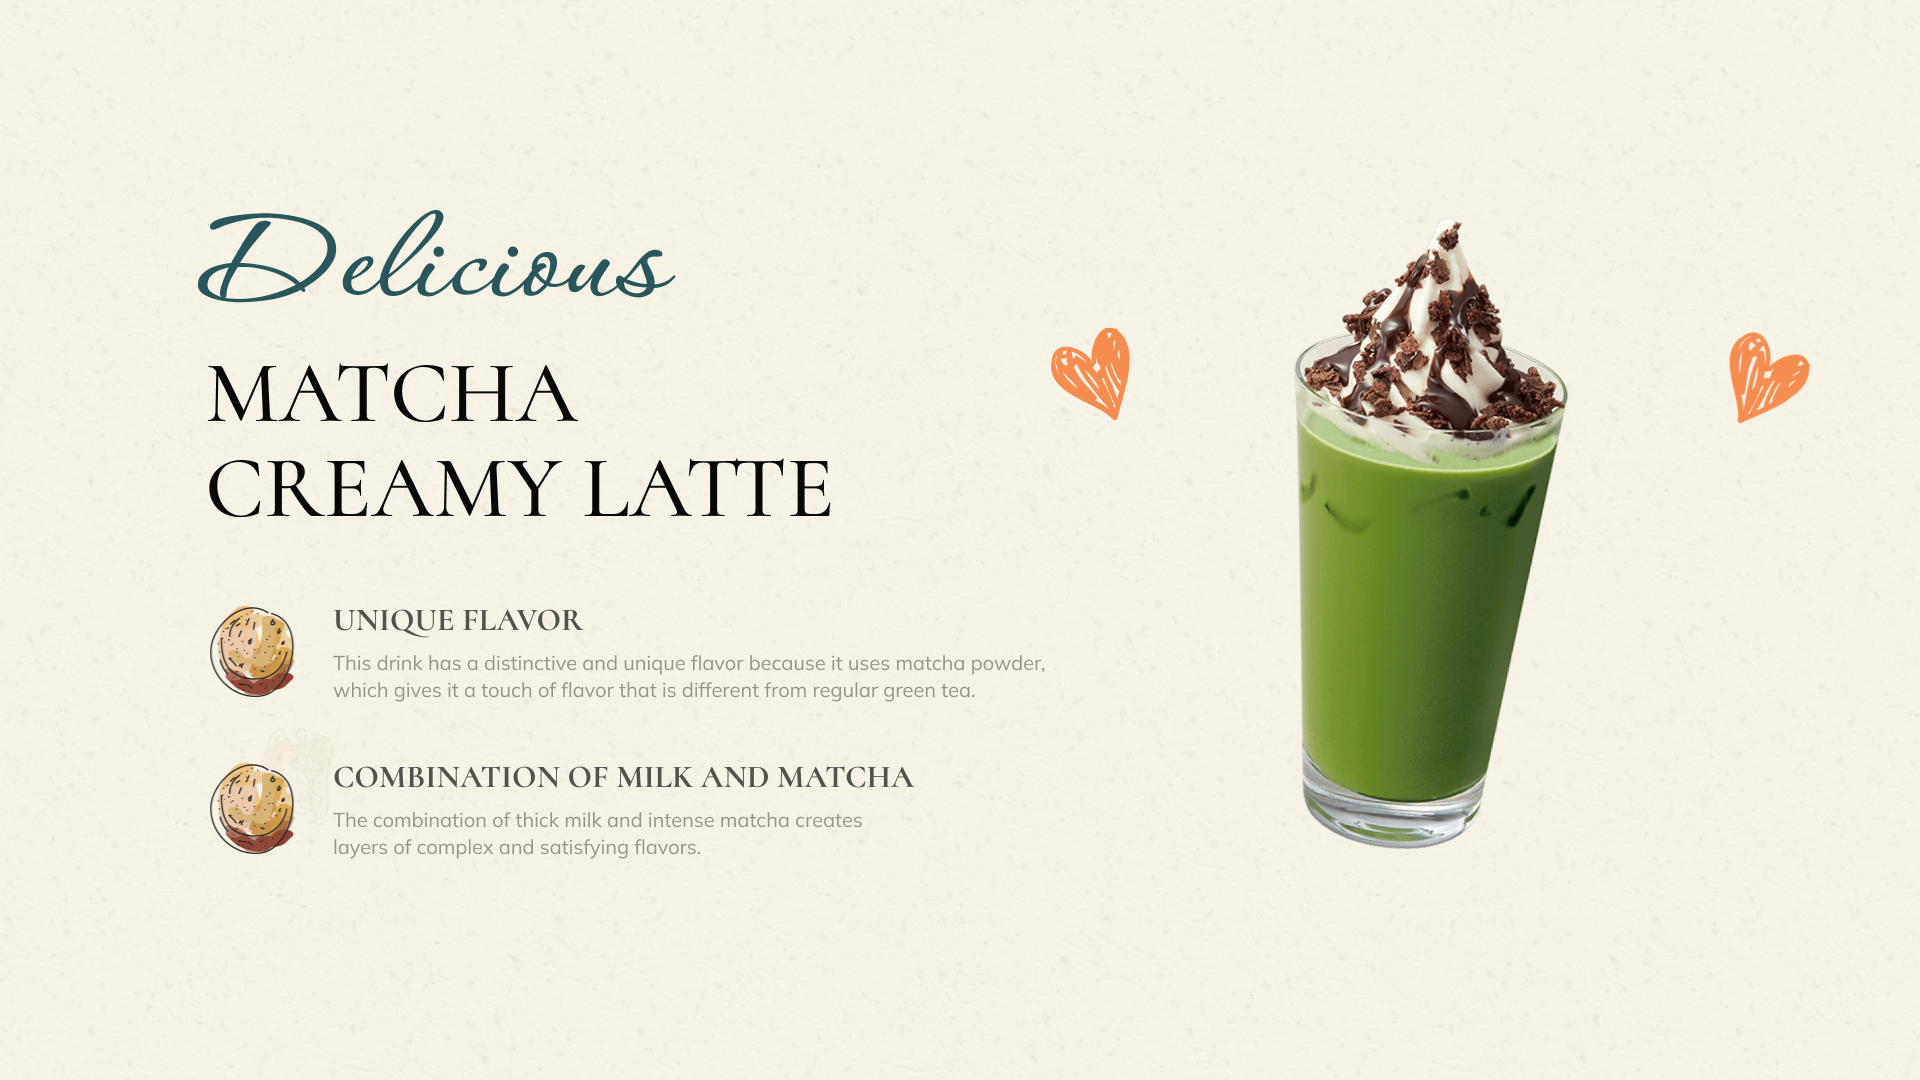 Delicious
MATCHA
CREAMY LATTE
UNIQUE FLAVOR
This drink has a distinctive and unique flavor because it uses matcha powder,
which gives it a touch of flavor that is different from regular green tea.
COMBINATION OF MILK AND MATCHA
The combination of thick milk and intense matcha creates
layers of complex and satisfying flavors.